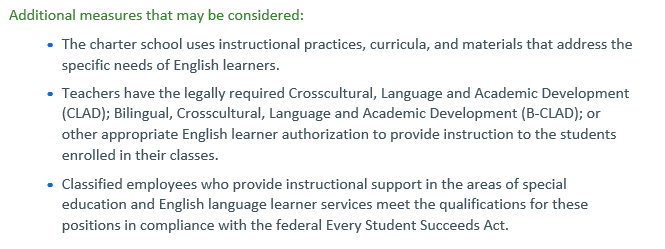 Additional measures that may be considered:
• The charter school uses instructional practices, curricula, and materials that address the
specific needs of English learners.
• Teachers have the legally required Crosscultural, Language and Academic Development
(CLAD); Bilingual, Crosscultural, Language and Academic Development (B-CLAD); or
other appropriate English learner authorization to provide instruction to the students
enrolled in their classes.
• Classified employees who provide instructional support in the areas of special
education and English language learner services meet the qualifications for these
positions in compliance with the federal Every Student Succeeds Act.